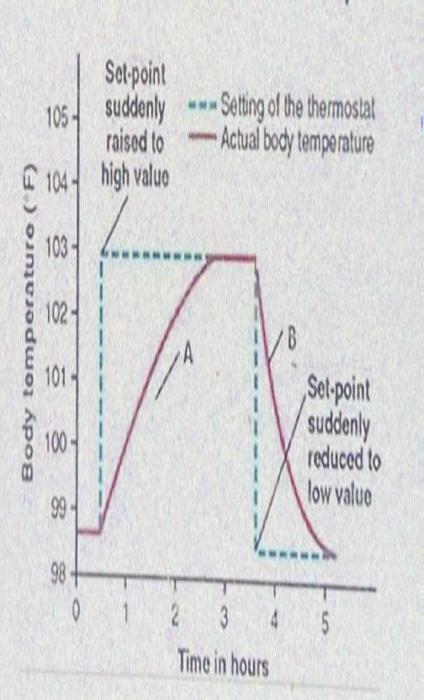 Set-point
suddenly
raised to
high value
Setting of the thermostat
Actual body temperature
105
104
103
102
101
100
99
98
Body temperature (°F)
A
B
Set-point
suddenly
reduced to
low value
0 1 2 3 4 5
Time in hours